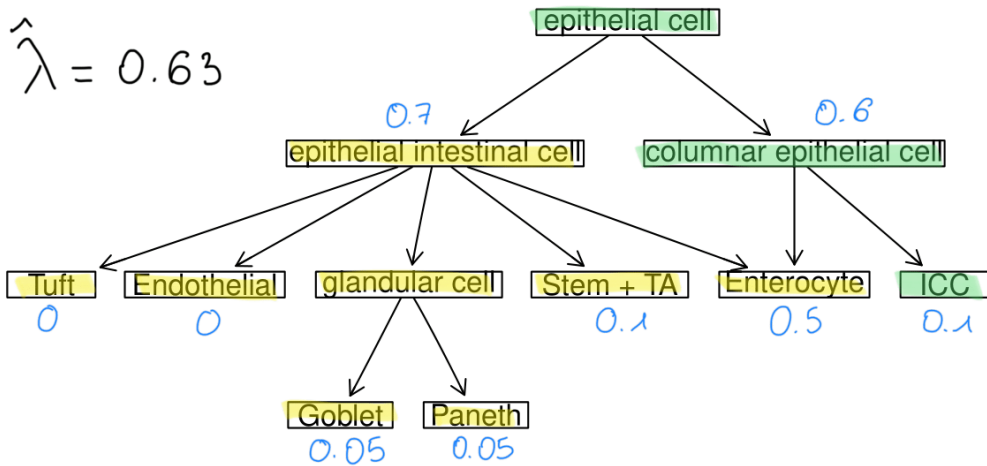 epithelial cell
λ̂ = 0.63
0.7
0.6
epithelial intestinal cell
columnar epithelial cell
Tuft
Endothelial
glandular cell
Stem + TA
Enterocyte
ICC
0
0
0.1
0.5
0.1
Goblet
Paneth
0.05
0.05